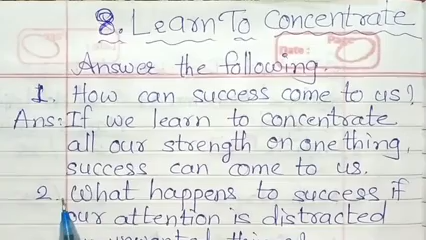 8. Learn To Concentrate
Date: Page
Answer the following.
1. How can success come to us?
Ans: If we learn to concentrate
all our strength on one thing,
success can come to us.
2. What happens to success if
our attention is distracted